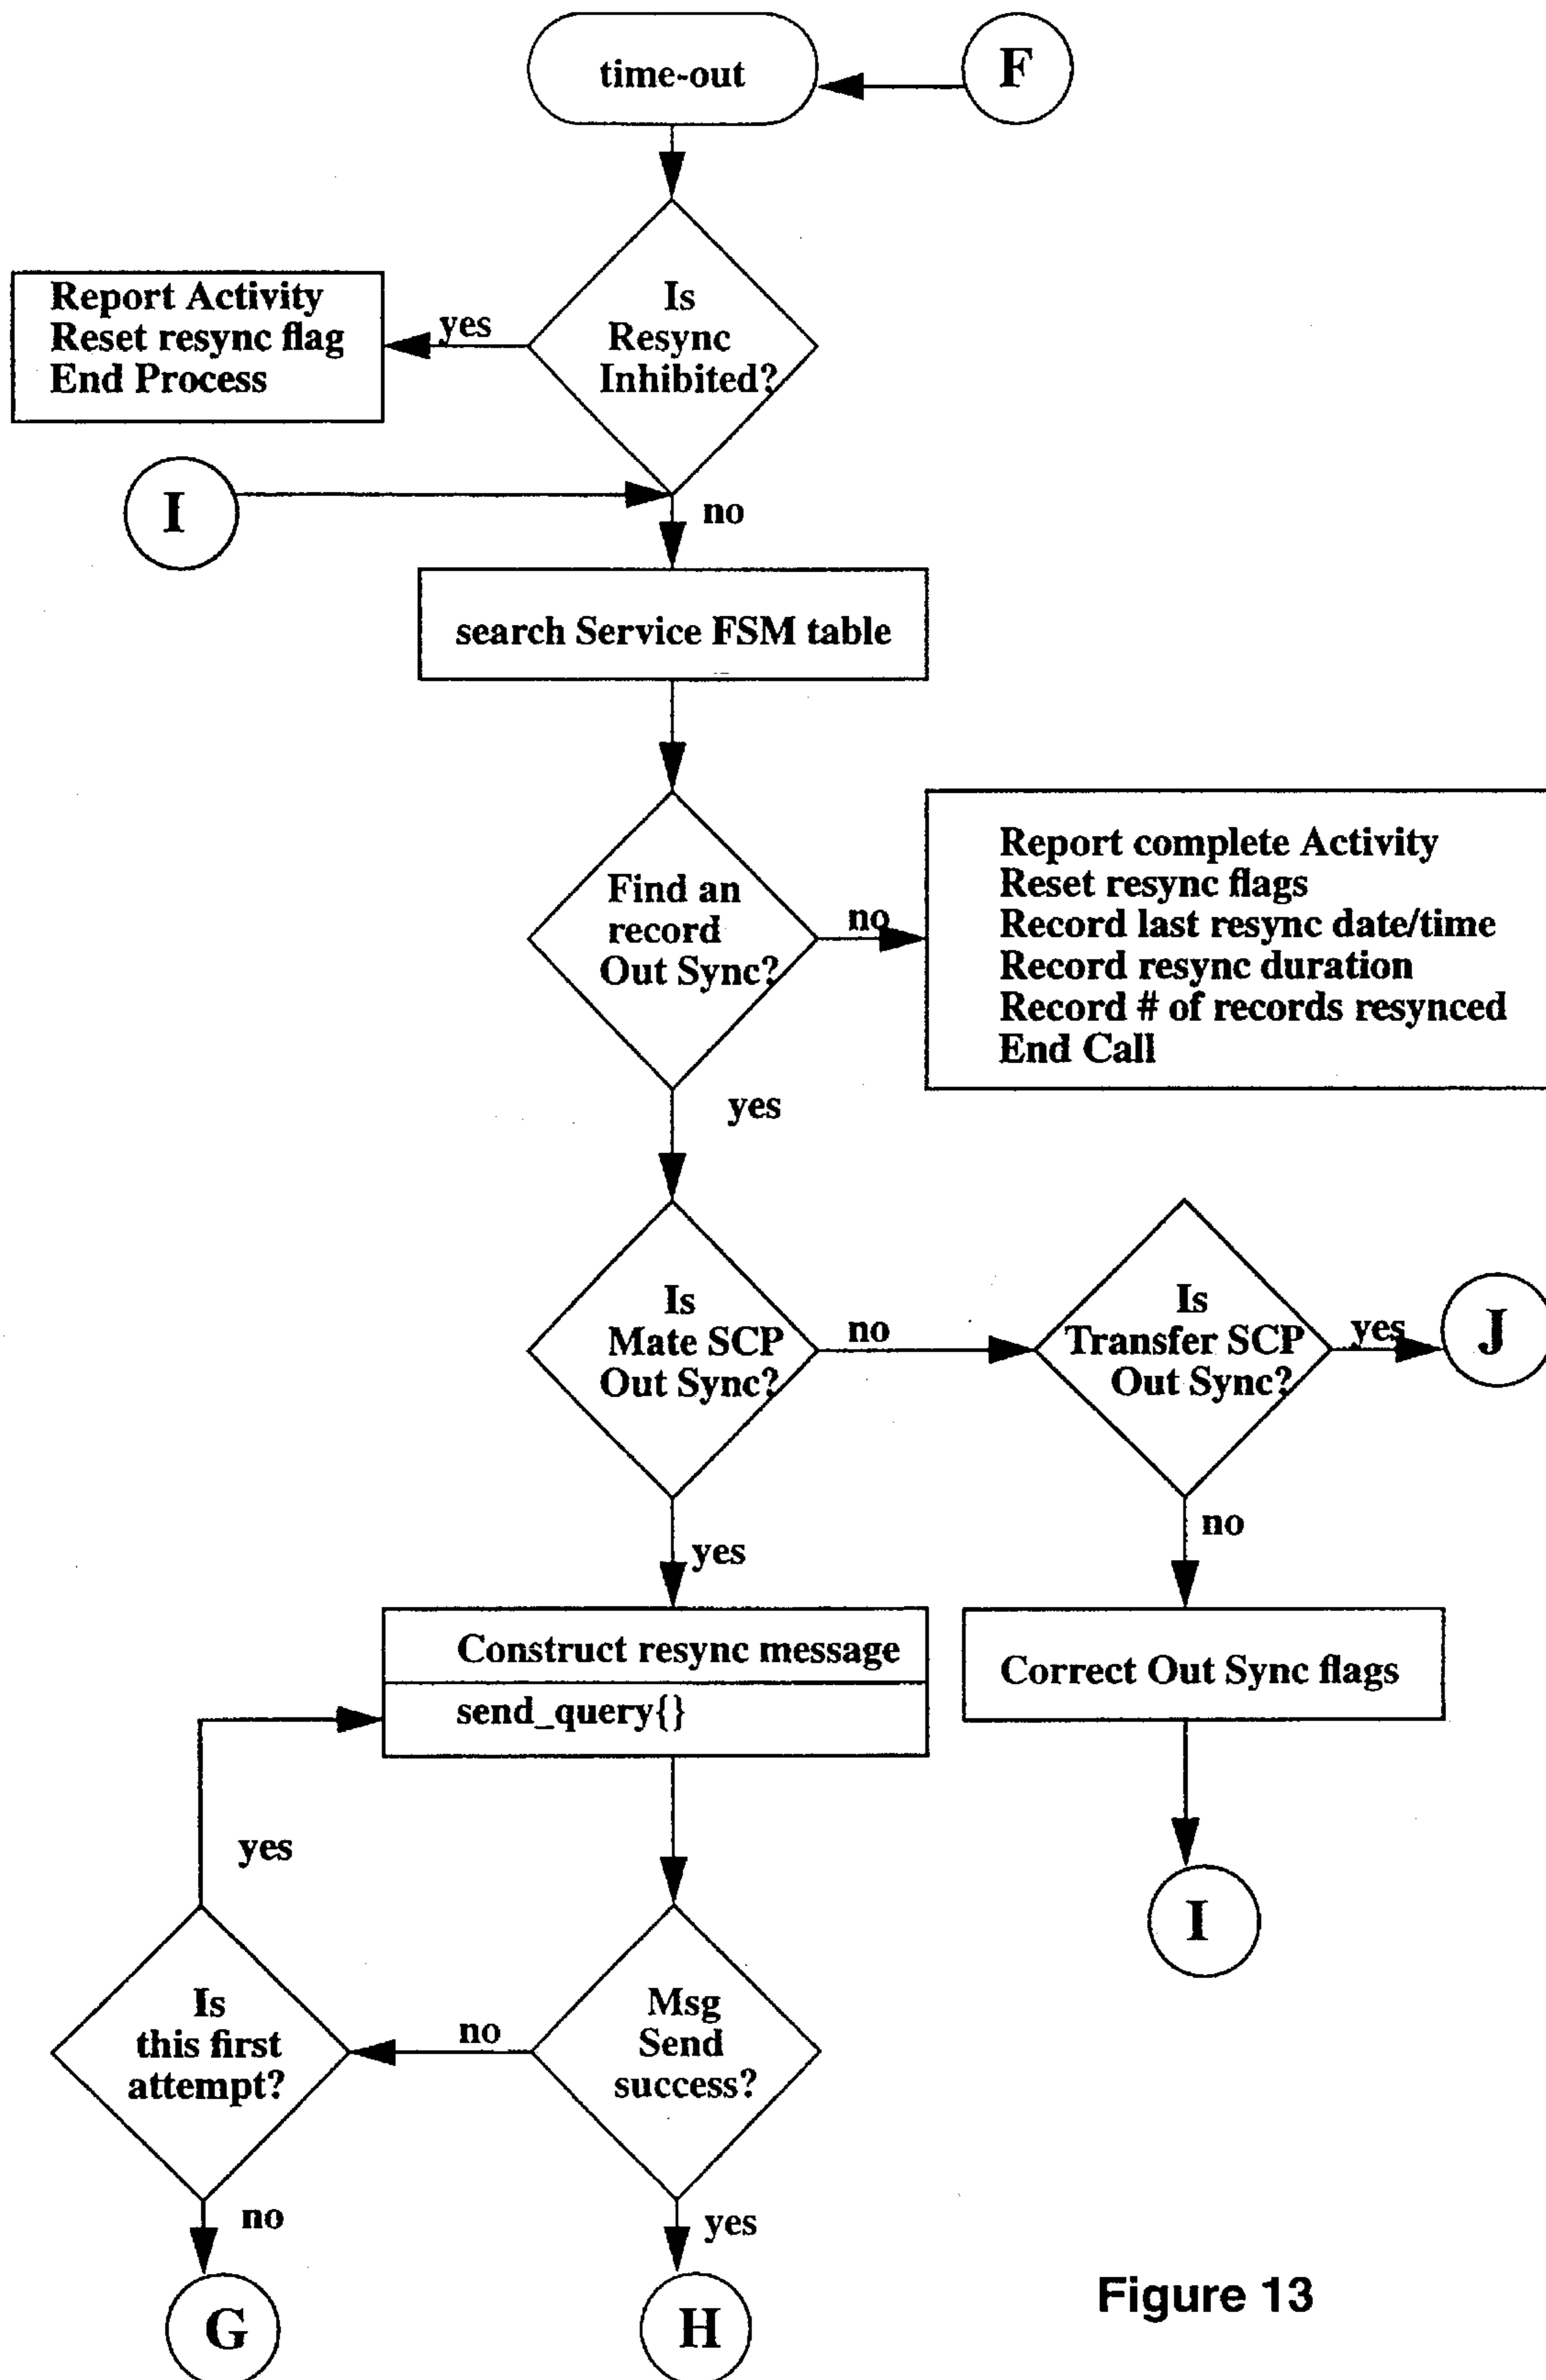 time-out
F
Is
Resync
Inhibited?
yes
Report Activity
Reset resync flag
End Process
I
no
search Service FSM table
Find an
record
Out Sync?
no
Report complete Activity
Reset resync flags
Record last resync date/time
Record resync duration
Record # of records resynced
End Call
yes
Is
Mate SCP
Out Sync?
no
Is
Transfer SCP
Out Sync?
yes
J
no
yes
Construct resync message
send_query{}
Correct Out Sync flags
yes
I
Is
this first
attempt?
no
Msg
Send
success?
no
yes
G
H
Figure 13